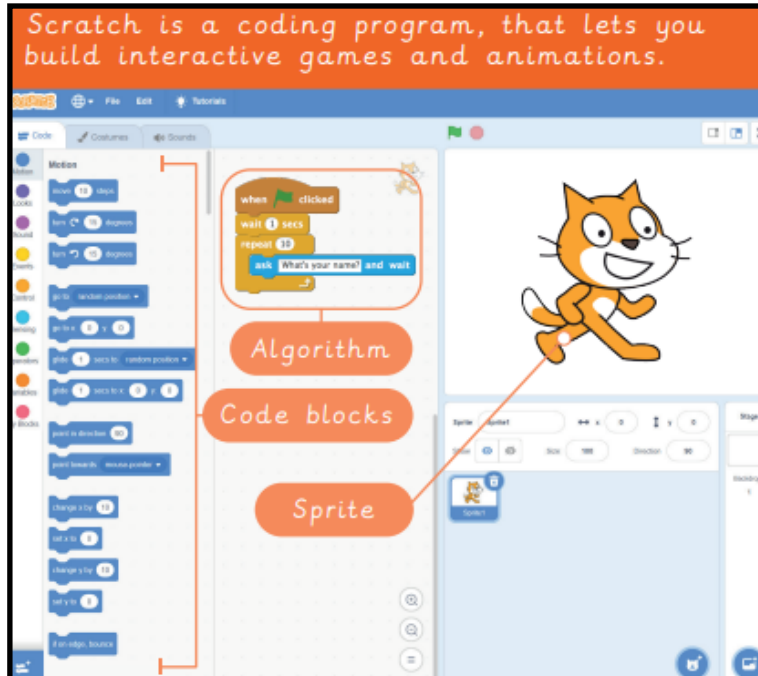 Scratch is a coding program, that lets you
build interactive games and animations.
File Edit Tutorials
Code Costumes Sounds
Motion
move 10 steps
turn 15 degrees
turn 15 degrees
go to random position
go to x: 0 y: 0
glide 1 secs to random position
glide 1 secs to x: 0 y: 0
point in direction 90
point towards mouse-pointer
change x by 10
set x to 0
change y by 10
set y to 0
if on edge, bounce
Looks
Control
when clicked
wait 1 secs
repeat 10
ask What's your name? and wait
Algorithm
Code blocks
Sprite
Sprite Sprite1 x 0 y 0
Size 100 Direction 90
Sprite1
Stage